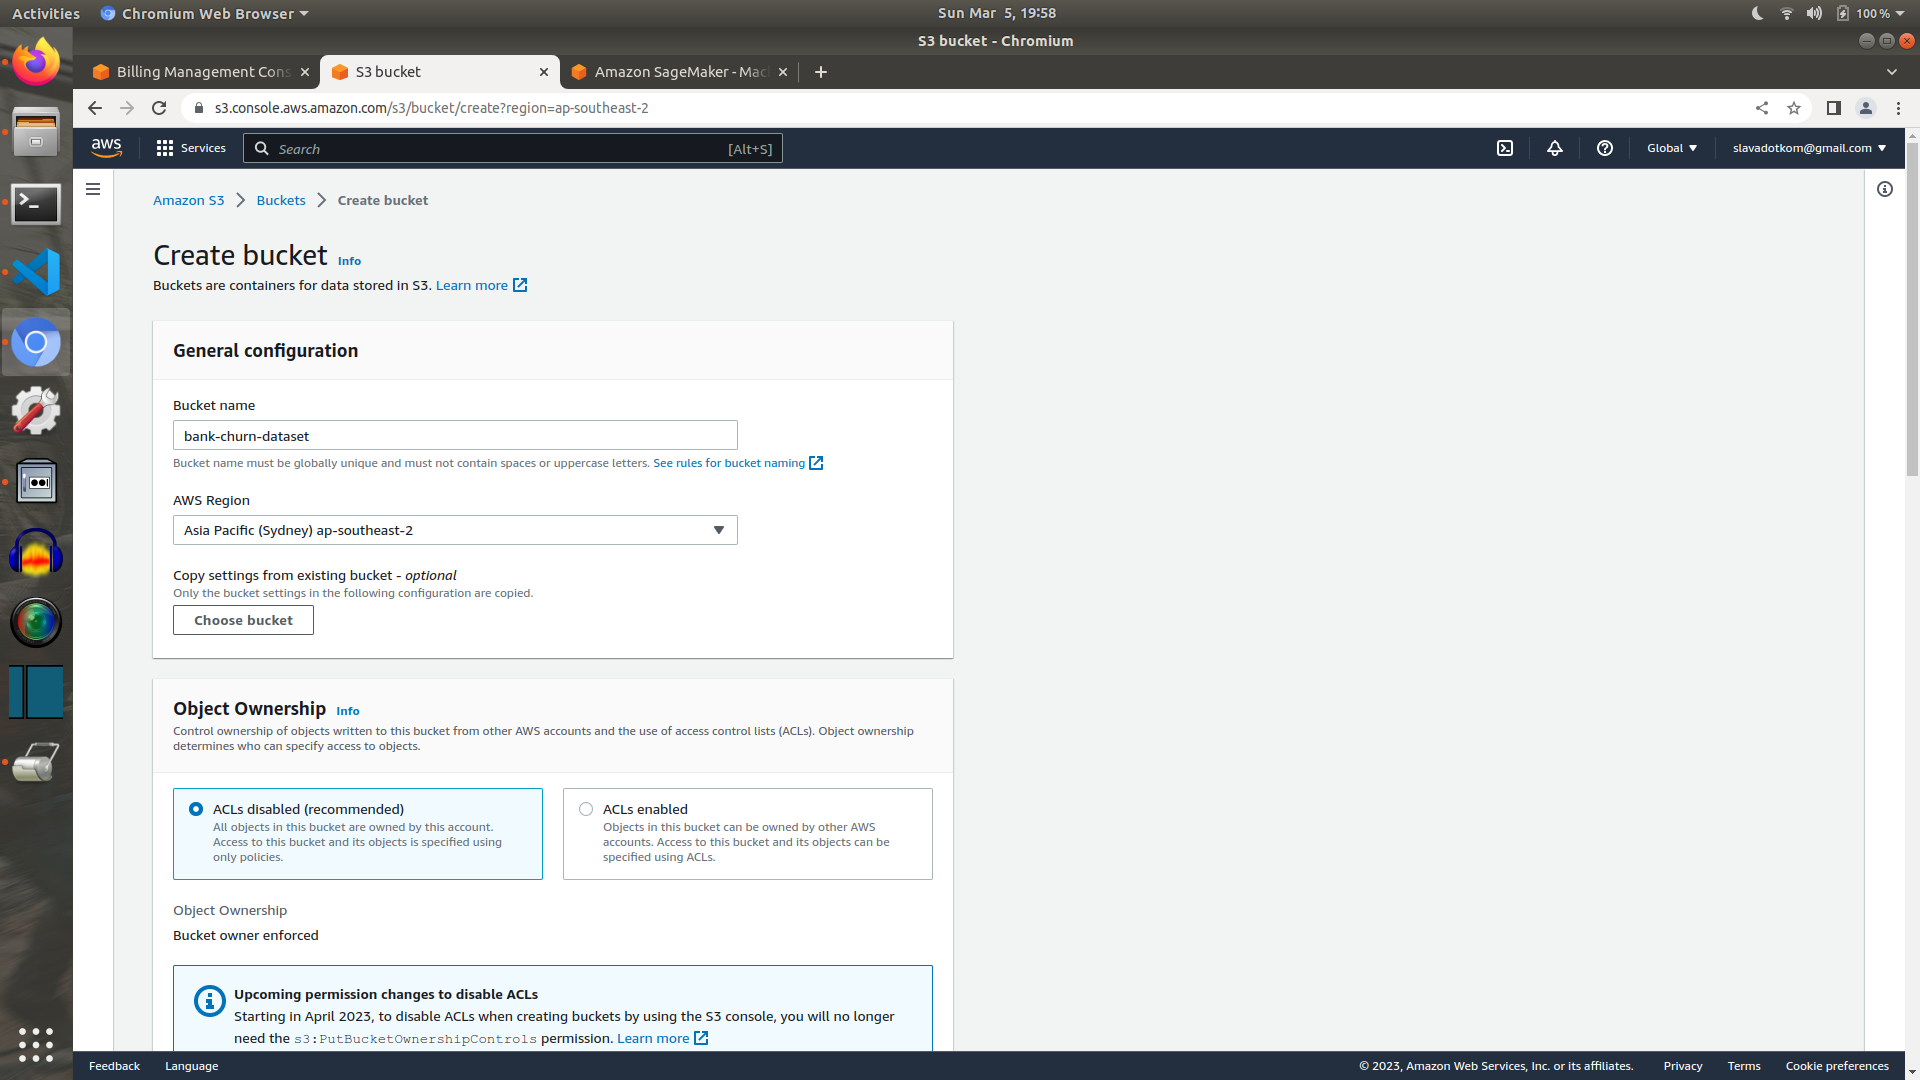 Activities
Chromium Web Browser
Sun Mar 5, 19:58
100%
S3 bucket - Chromium
Billing Management Cons
S3 bucket
Amazon SageMaker - Mac
s3.console.aws.amazon.com/s3/bucket/create?region=ap-southeast-2
aws
Services
Search
[Alt+S]
Global
slavadotkom@gmail.com
Amazon S3
Buckets
Create bucket
Create bucket Info
Buckets are containers for data stored in S3. Learn more
General configuration
Bucket name
bank-churn-dataset
Bucket name must be globally unique and must not contain spaces or uppercase letters. See rules for bucket naming
AWS Region
Asia Pacific (Sydney) ap-southeast-2
Copy settings from existing bucket - optional
Only the bucket settings in the following configuration are copied.
Choose bucket
Object Ownership Info
Control ownership of objects written to this bucket from other AWS accounts and the use of access control lists (ACLs). Object ownership
determines who can specify access to objects.
ACLs disabled (recommended)
All objects in this bucket are owned by this account.
Access to this bucket and its objects is specified using
only policies.
ACLs enabled
Objects in this bucket can be owned by other AWS
accounts. Access to this bucket and its objects can be
specified using ACLs.
Object Ownership
Bucket owner enforced
Upcoming permission changes to disable ACLs
Starting in April 2023, to disable ACLs when creating buckets by using the S3 console, you will no longer
need the s3:PutBucketOwnershipControls permission. Learn more
Feedback
Language
© 2023, Amazon Web Services, Inc. or its affiliates.
Privacy
Terms
Cookie preferences